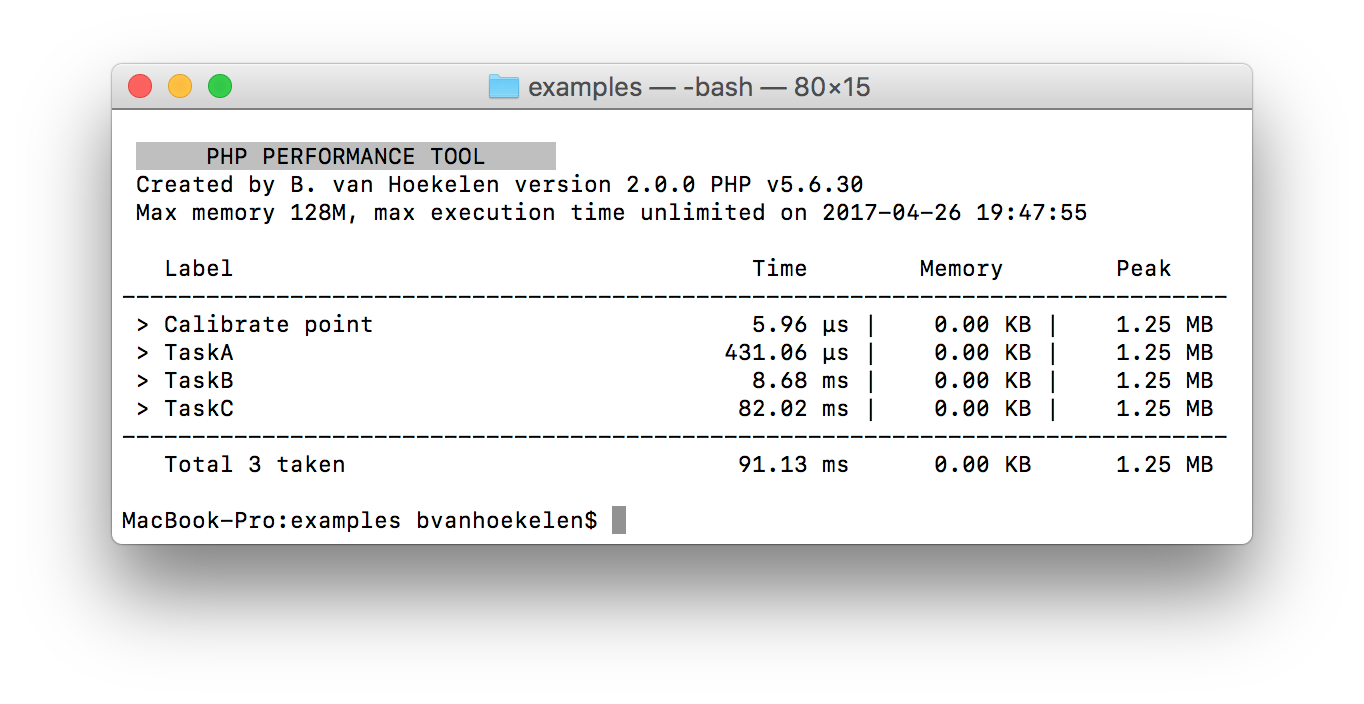 examples — -bash — 80×15
PHP PERFORMANCE TOOL
Created by B. van Hoekelen version 2.0.0 PHP v5.6.30
Max memory 128M, max execution time unlimited on 2017-04-26 19:47:55
Label Time Memory Peak
--------------------------------------------------------------------------------
> Calibrate point 5.96 µs | 0.00 KB | 1.25 MB
> TaskA 431.06 µs | 0.00 KB | 1.25 MB
> TaskB 8.68 ms | 0.00 KB | 1.25 MB
> TaskC 82.02 ms | 0.00 KB | 1.25 MB
--------------------------------------------------------------------------------
Total 3 taken 91.13 ms 0.00 KB 1.25 MB
MacBook-Pro:examples bvanhoekelen$